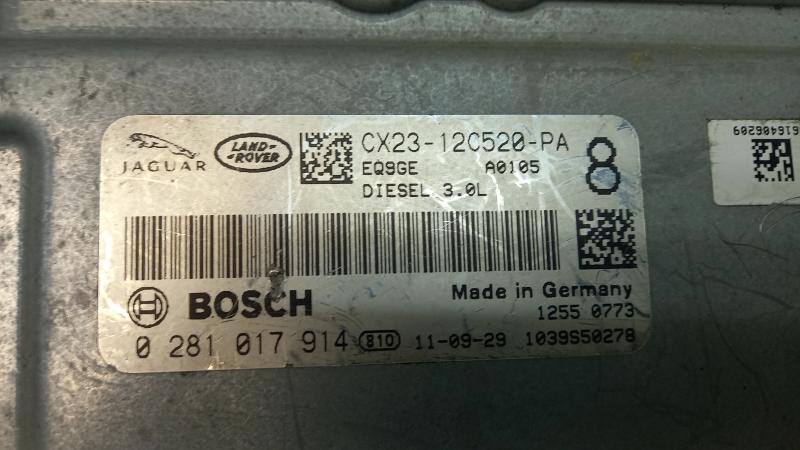 JAGUAR
LAND-
-ROVER
CX23-12C520-PA
EQ9GE A0105
DIESEL 3.0L
8
616406209
BOSCH
Made in Germany
1255 0773
0 281 017 914 810 11-09-29 1039S50278